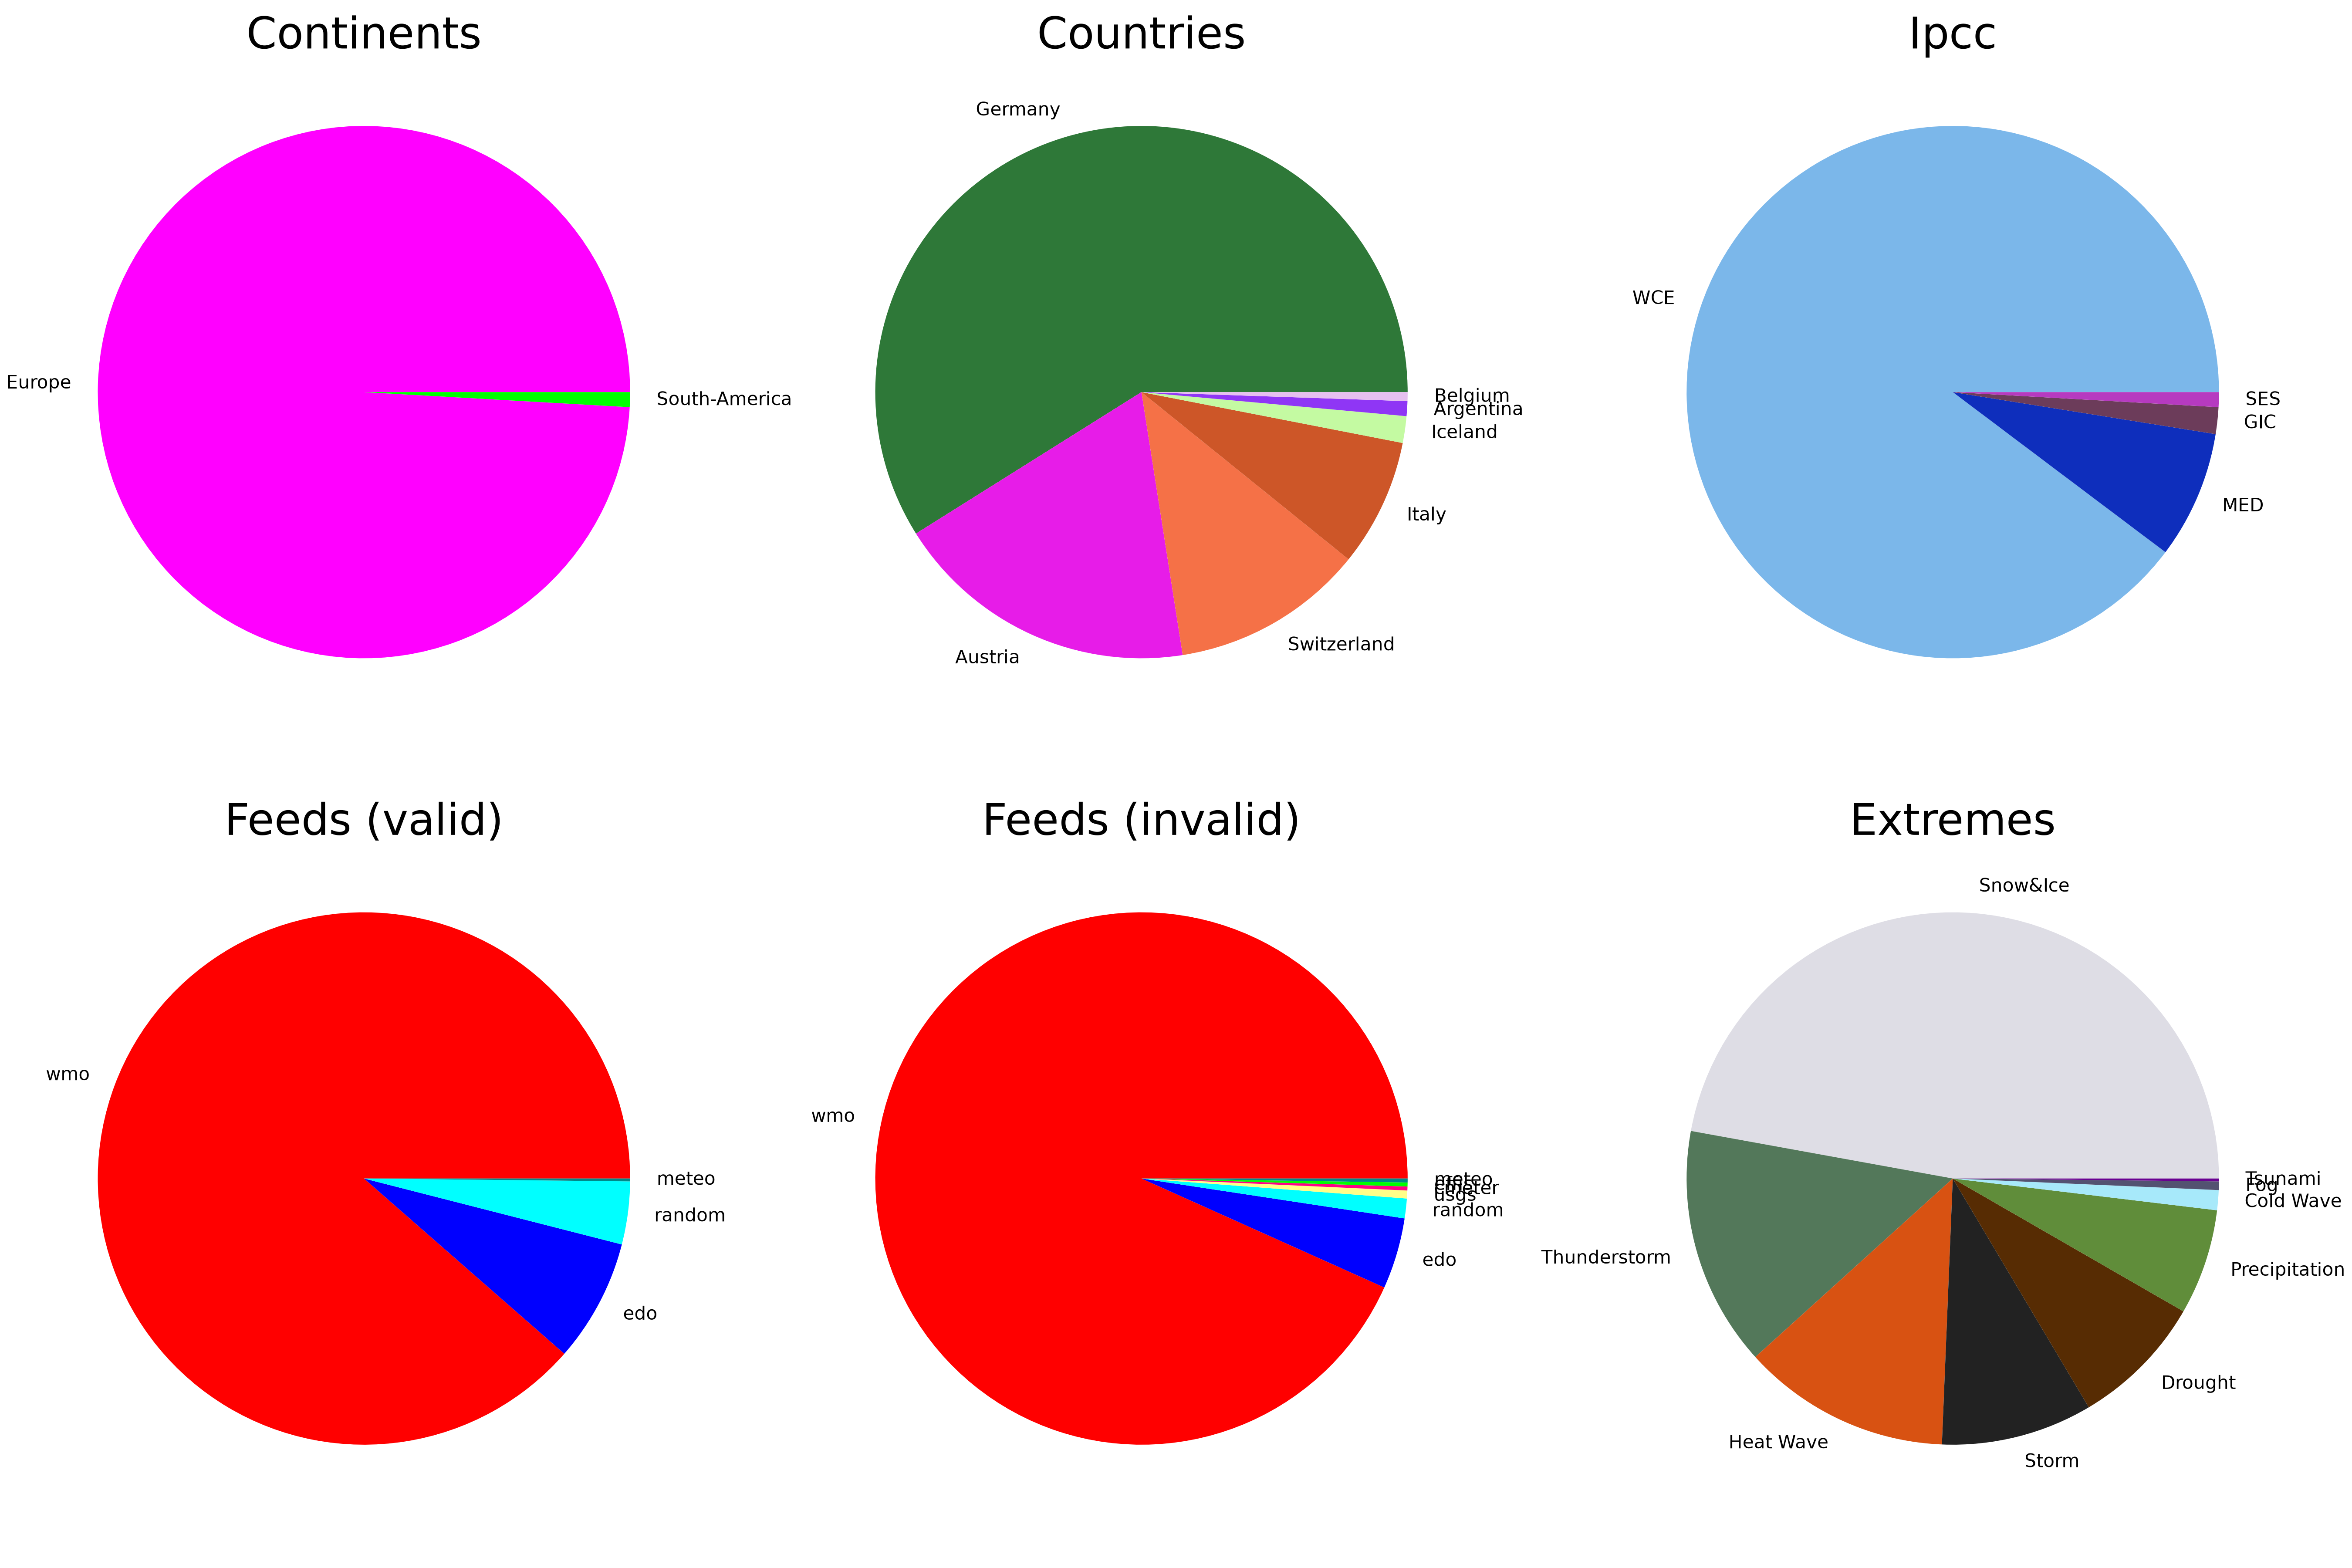 Continents
Countries
Ipcc
Europe
South-America
Germany
Belgium
Argentina
Iceland
Italy
Switzerland
Austria
WCE
SES
GIC
MED
Feeds (valid)
Feeds (invalid)
Extremes
wmo
meteo
random
edo
wmo
meteo
usgs
random
edo
Snow&Ice
Tsunami
Fog
Cold Wave
Precipitation
Thunderstorm
Drought
Heat Wave
Storm